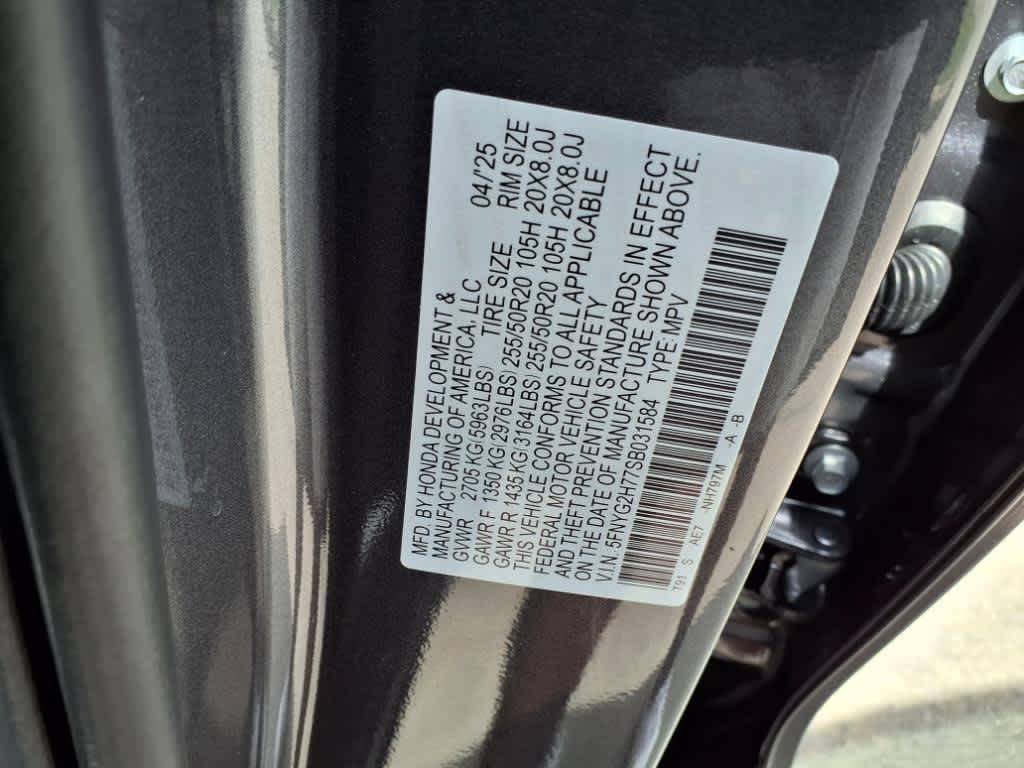 MFD. BY HONDA DEVELOPMENT &
MANUFACTURING OF AMERICA, LLC 04/'25
GVWR 2705 KG(5963LBS) TIRE SIZE RIM SIZE
GAWR F 1350 KG(2976LBS) 255/50R20 105H 20X8.0J
GAWR R 1435 KG(3164LBS) 255/50R20 105H 20X8.0J
THIS VEHICLE CONFORMS TO ALL APPLICABLE
FEDERAL MOTOR VEHICLE SAFETY
AND THEFT PREVENTION STANDARDS IN EFFECT
ON THE DATE OF MANUFACTURE SHOWN ABOVE.
V.I.N.:5FNYG2H77SB031584 TYPE:MPV
T91 S AE7 -NH797M -A -B